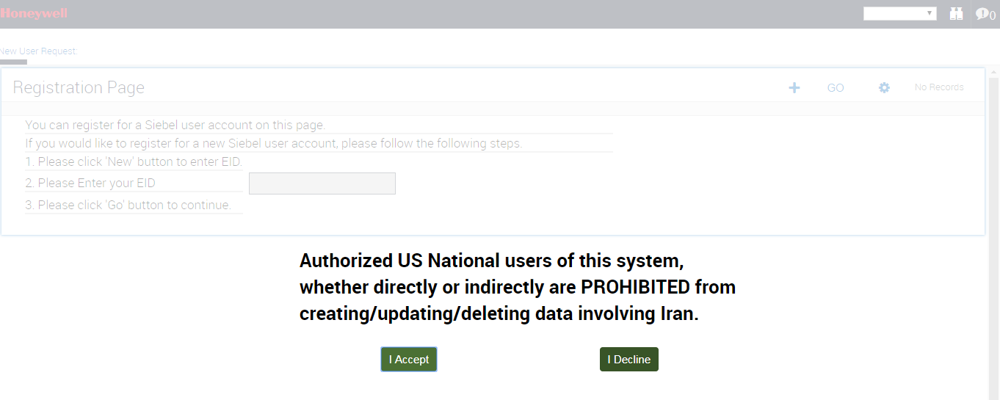 Honeywell
0
New User Request:
Registration Page
GO
No Records
You can register for a Siebel user account on this page.
If you would like to register for a new Siebel user account, please follow the following steps.
1. Please click 'New' button to enter EID.
2. Please Enter your EID
3. Please click 'Go' button to continue.
Authorized US National users of this system,
whether directly or indirectly are PROHIBITED from
creating/updating/deleting data involving Iran.
I Accept
I Decline